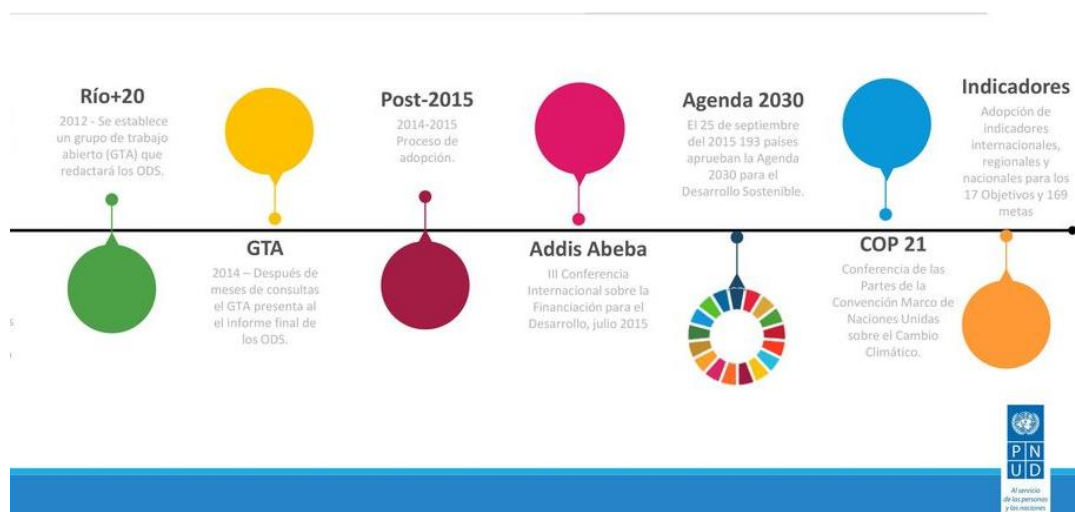 Río+20
2012 - Se establece
un grupo de trabajo
abierto (GTA) que
redactará los ODS.
GTA
2014 – Después de
meses de consultas
el GTA presenta al
el informe final de
los ODS.
Post-2015
2014-2015
Proceso de
adopción.
Addis Abeba
III Conferencia
Internacional sobre la
Financiación para el
Desarrollo, julio 2015
Agenda 2030
El 25 de septiembre
del 2015 193 países
aprueban la Agenda
2030 para el
Desarrollo Sostenible.
COP 21
Conferencia de las
Partes de la
Convención Marco de
Naciones Unidas
sobre el Cambio
Climático.
Indicadores
Adopción de
indicadores
internacionales,
regionales y
nacionales para los
17 Objetivos y 169
metas
P N
U D
Al servicio
de las personas
y las naciones